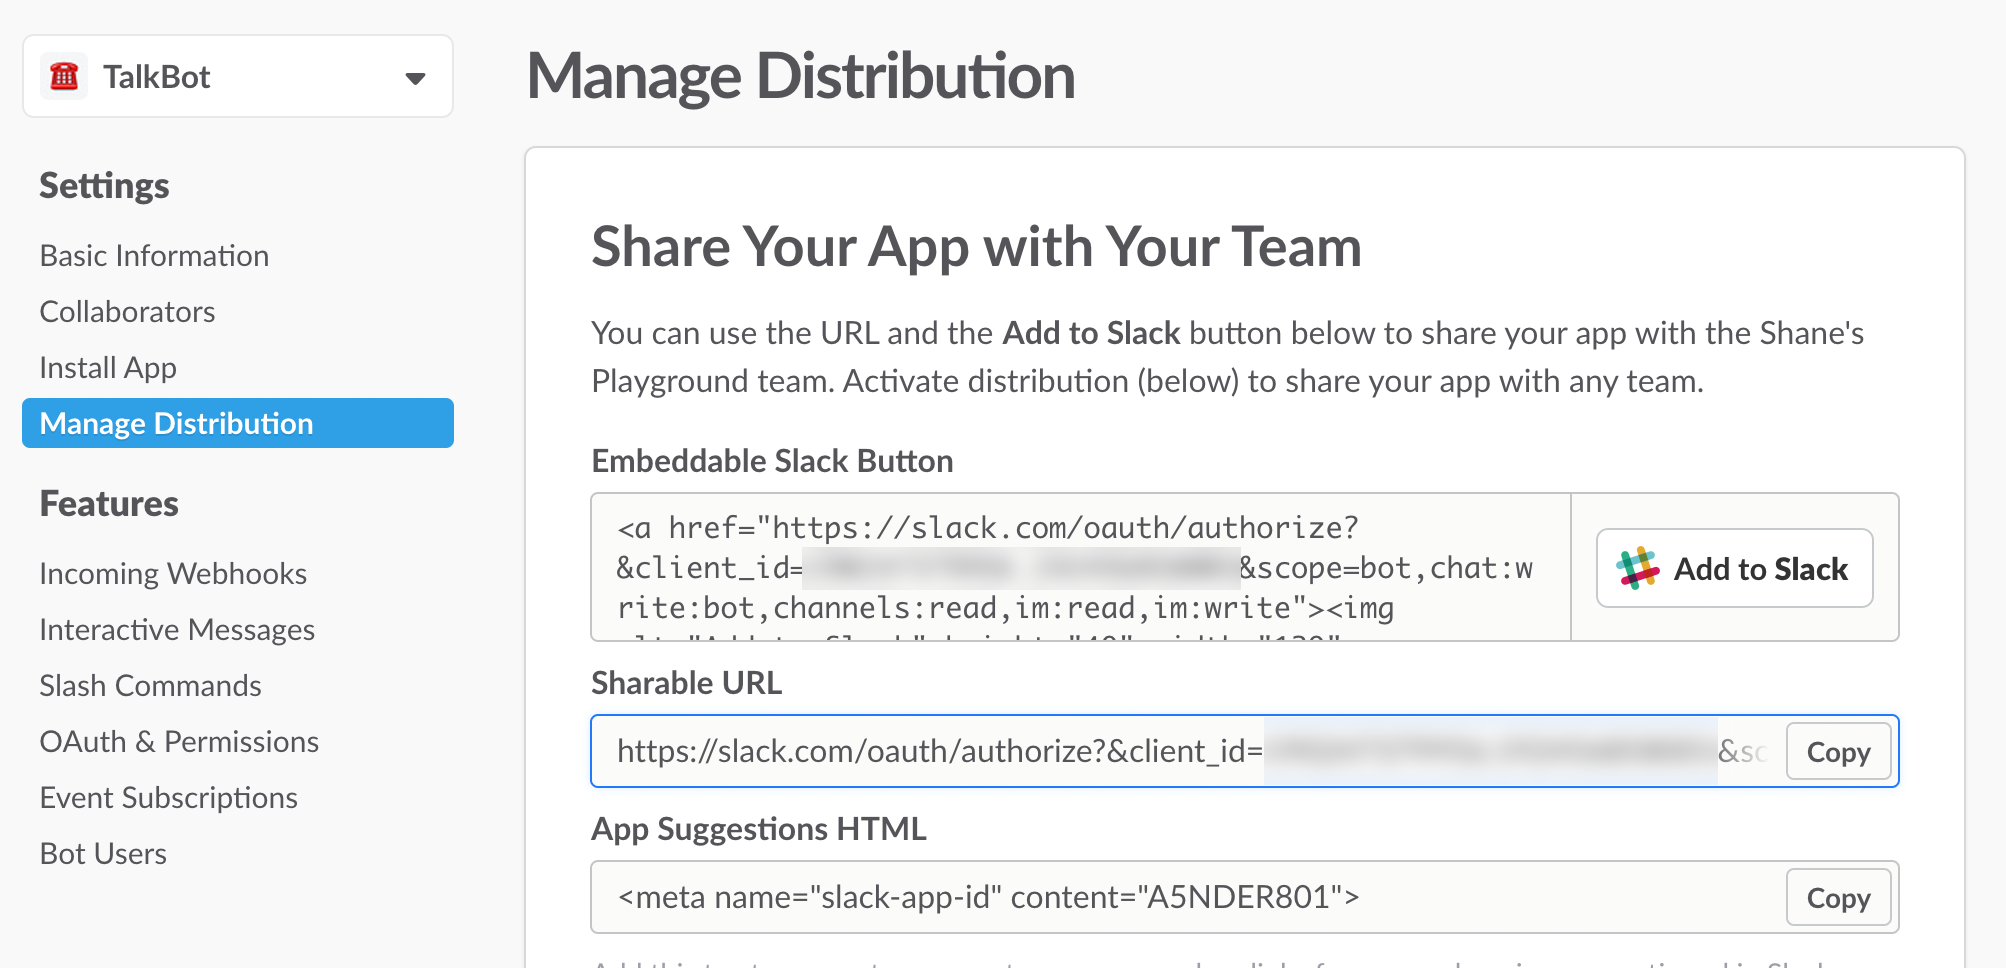 TalkBot
Settings
Basic Information
Collaborators
Install App
Manage Distribution
Features
Incoming Webhooks
Interactive Messages
Slash Commands
OAuth & Permissions
Event Subscriptions
Bot Users
Manage Distribution
Share Your App with Your Team
You can use the URL and the Add to Slack button below to share your app with the Shane's
Playground team. Activate distribution (below) to share your app with any team.
Embeddable Slack Button
<a href="https://slack.com/oauth/authorize?
&client_id= &scope=bot,chat:w
rite:bot,channels:read,im:read,im:write"><img
Add to Slack
Sharable URL
https://slack.com/oauth/authorize?&client_id= &sc
Copy
App Suggestions HTML
<meta name="slack-app-id" content="A5NDER801">
Copy